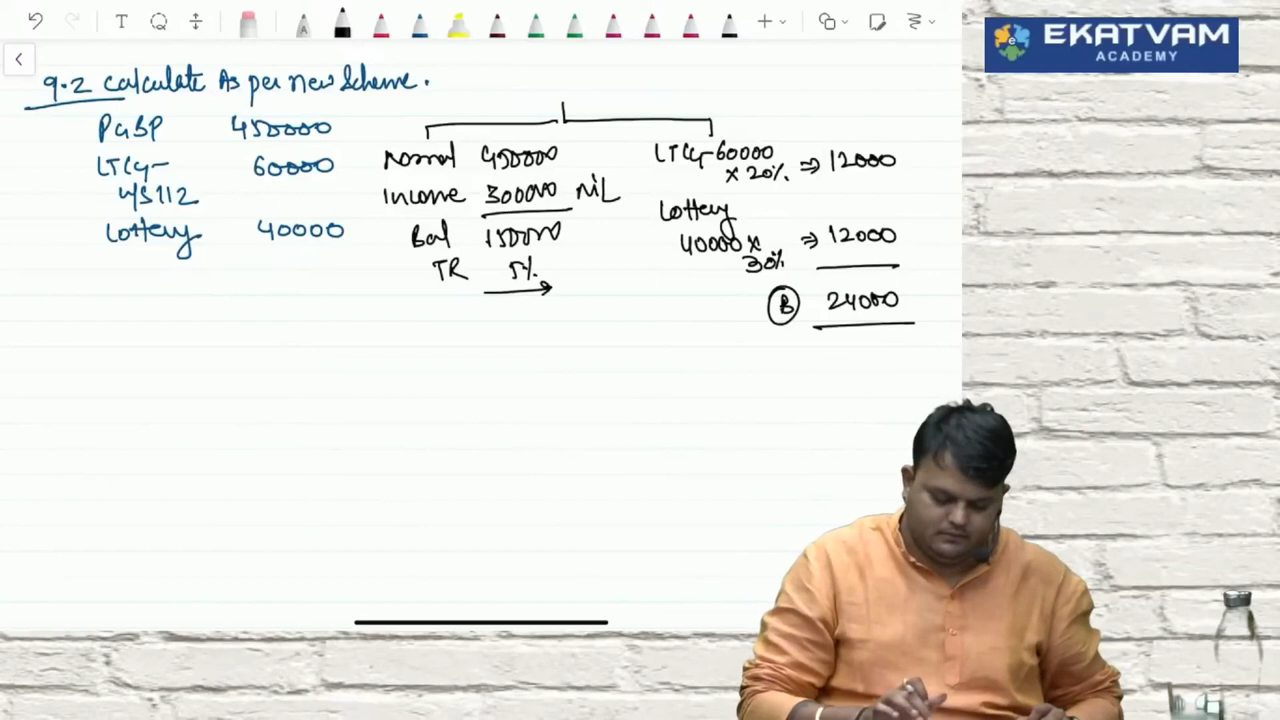 EKATVAM
ACADEMY
T
A
9.2 Calculate As per New Scheme.
PGBP 450000
LTCG 60000
U/S 112
Lottery 40000
Normal 450000
Income 300000 NIL
Bal 150000
TR 5%
LTCG 60000 x 20% ⇒ 12000
Lottery
40000 x 30% ⇒ 12000
B 24000